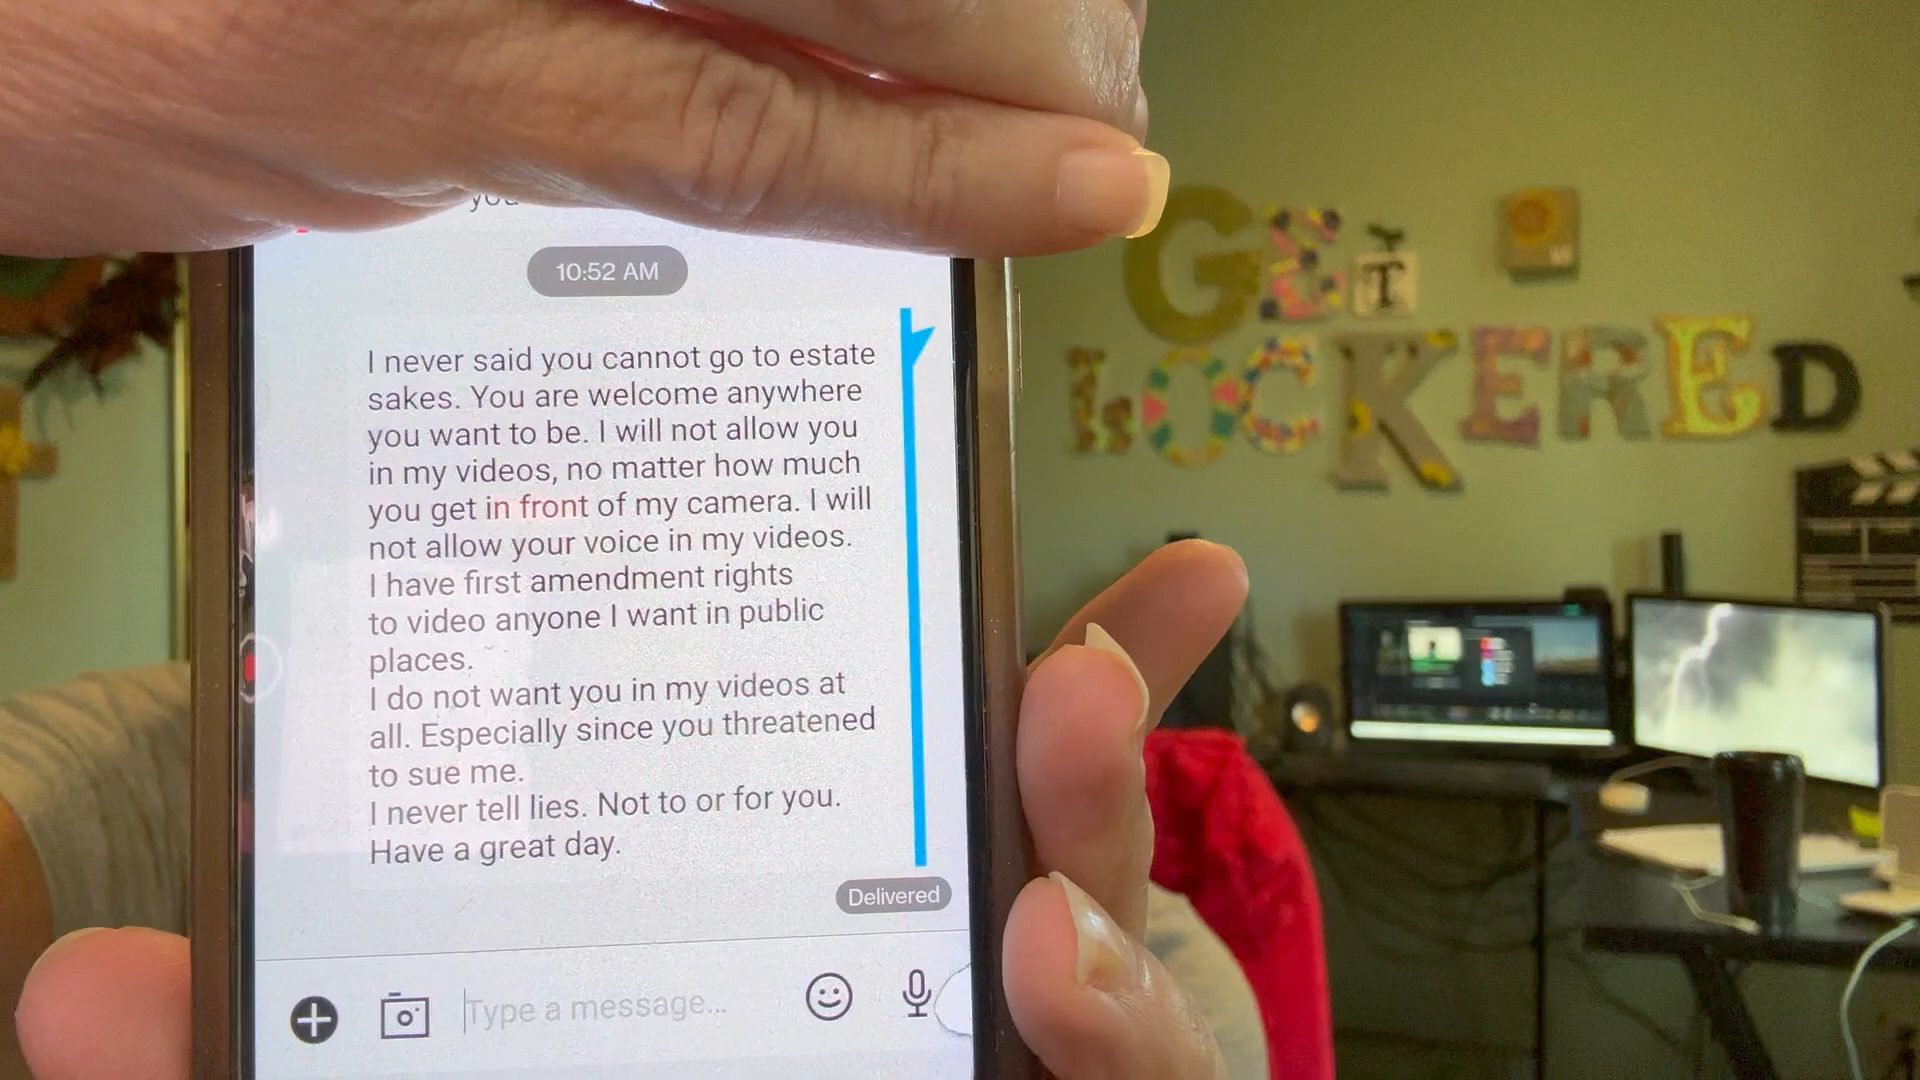 10:52 AM
I never said you cannot go to estate
sakes. You are welcome anywhere
you want to be. I will not allow you
in my videos, no matter how much
you get in front of my camera. I will
not allow your voice in my videos.
I have first amendment rights
to video anyone I want in public
places.
I do not want you in my videos at
all. Especially since you threatened
to sue me.
I never tell lies. Not to or for you.
Have a great day.
Delivered
Type a message...
GET
LOCKERED